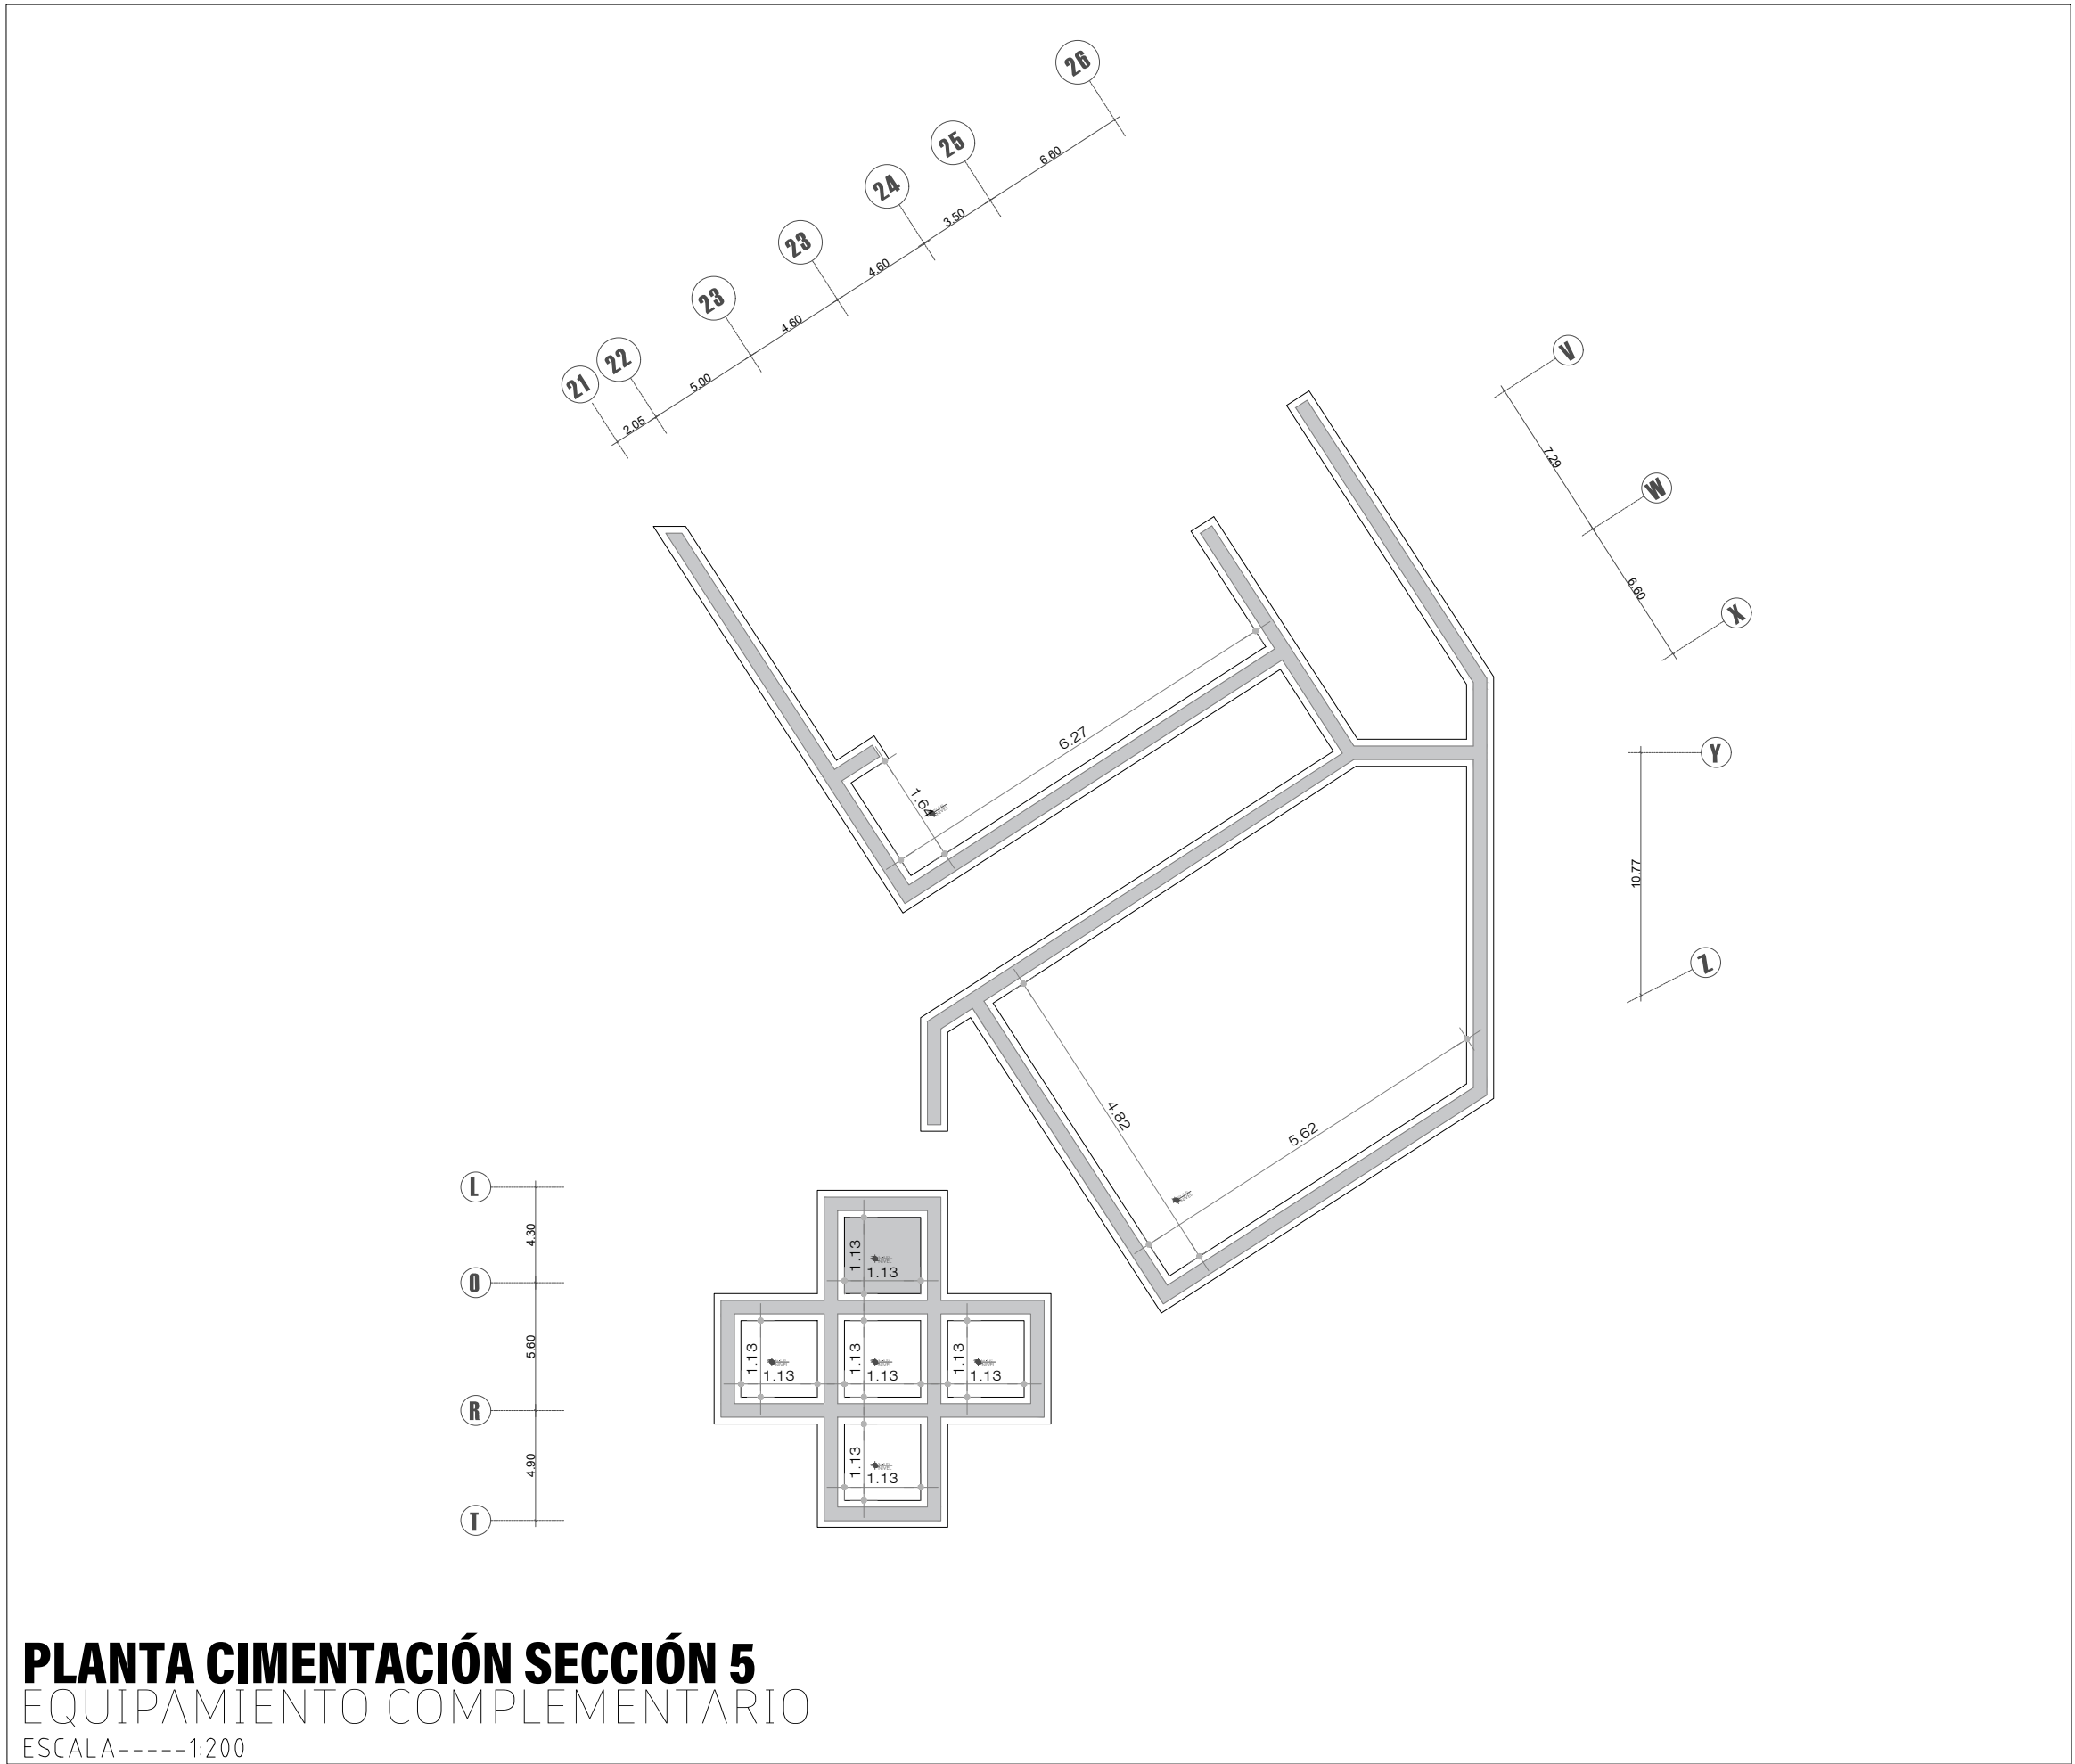 26
25
24
23
23
22
21
6.60
3.50
4.60
4.60
5.00
2.05
V
W
X
7.29
6.60
Y
Z
10.77
6.27
1.64
4.82
5.62
L
O
R
T
4.30
5.60
4.90
1.13
1.13
1.13
1.13
1.13
1.13
1.13
1.13
1.13
1.13
PLANTA CIMENTACIÓN SECCIÓN 5
EQUIPAMIENTO COMPLEMENTARIO
ESCALA-----1:200